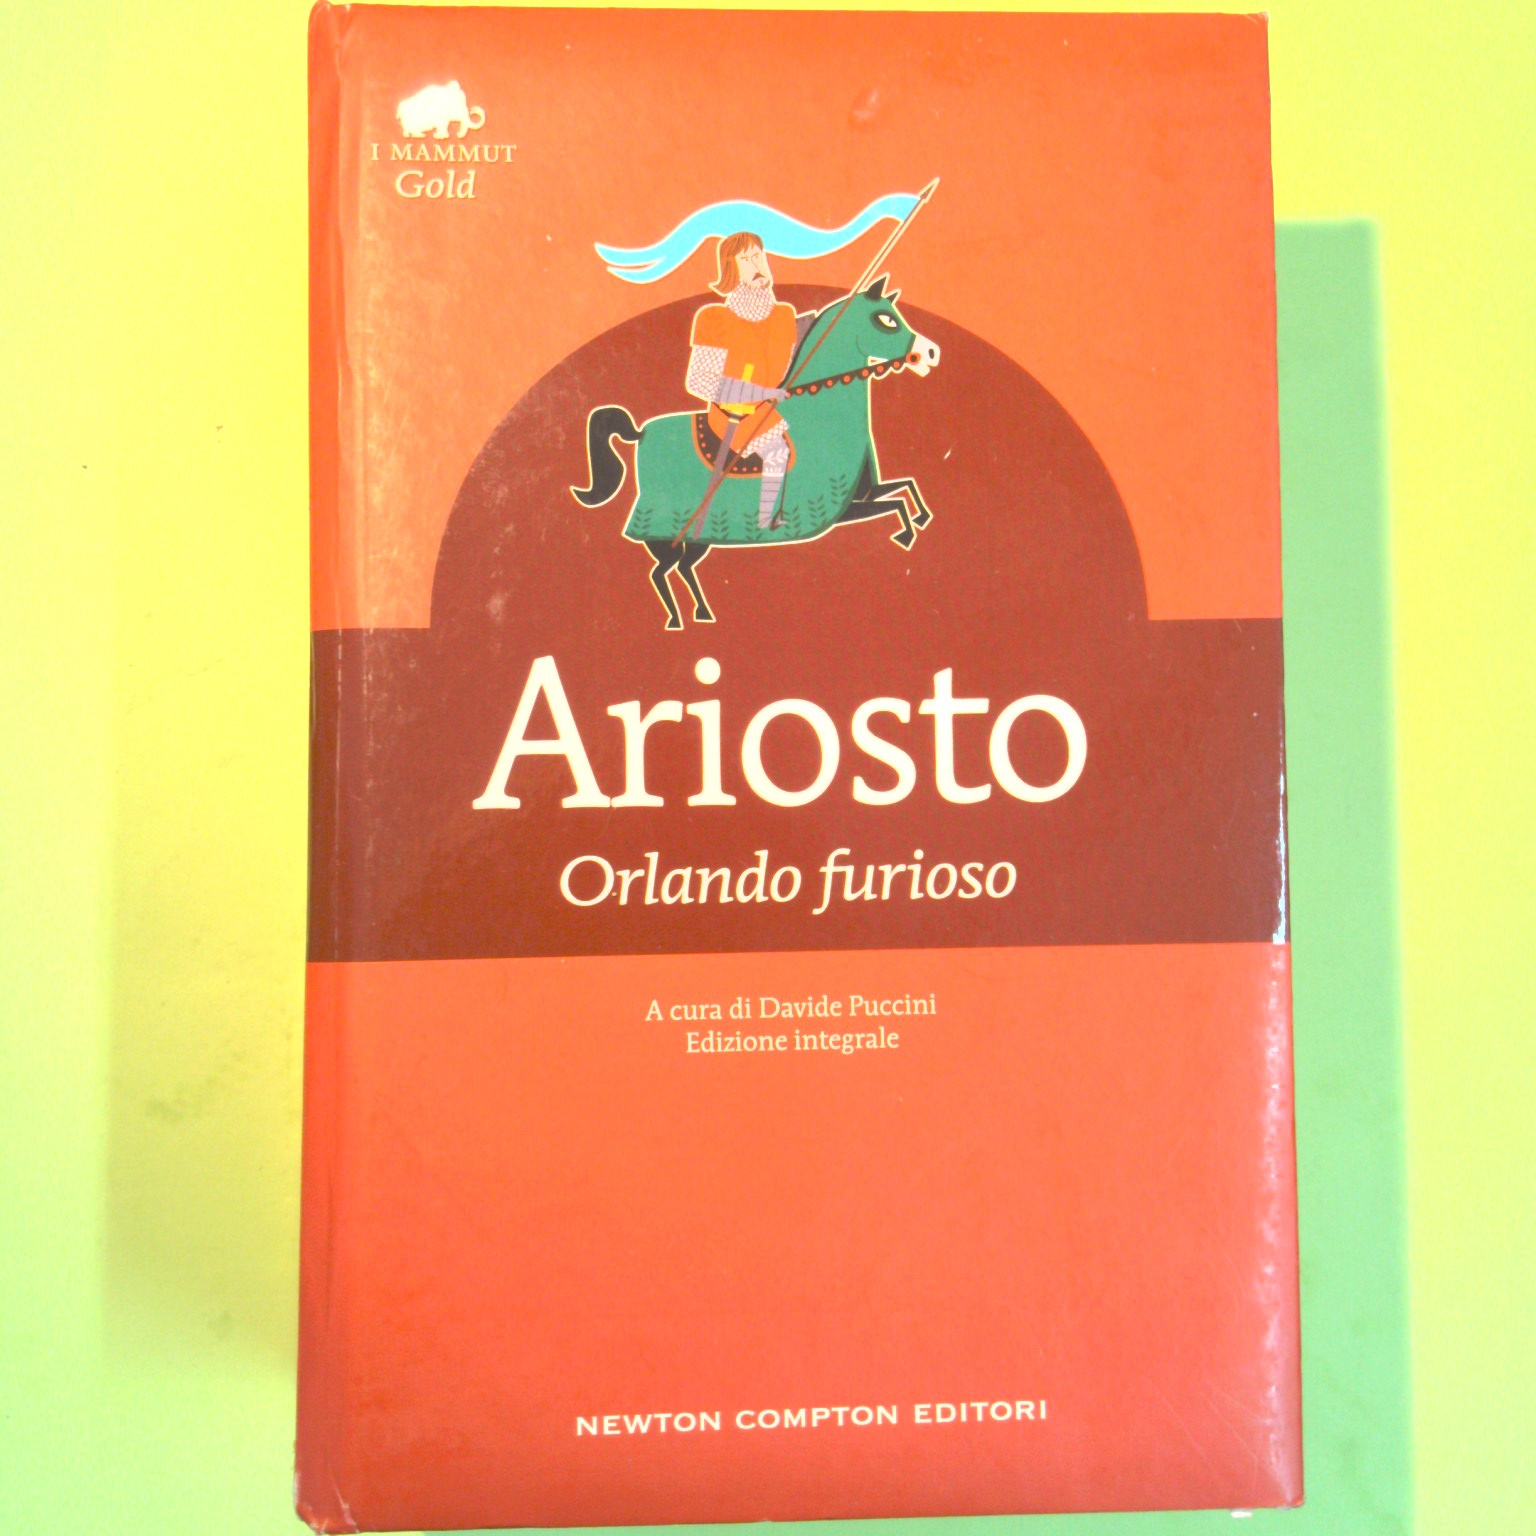 I MAMMUT
Gold
Ariosto
Orlando furioso
A cura di Davide Puccini
Edizione integrale
NEWTON COMPTON EDITORI